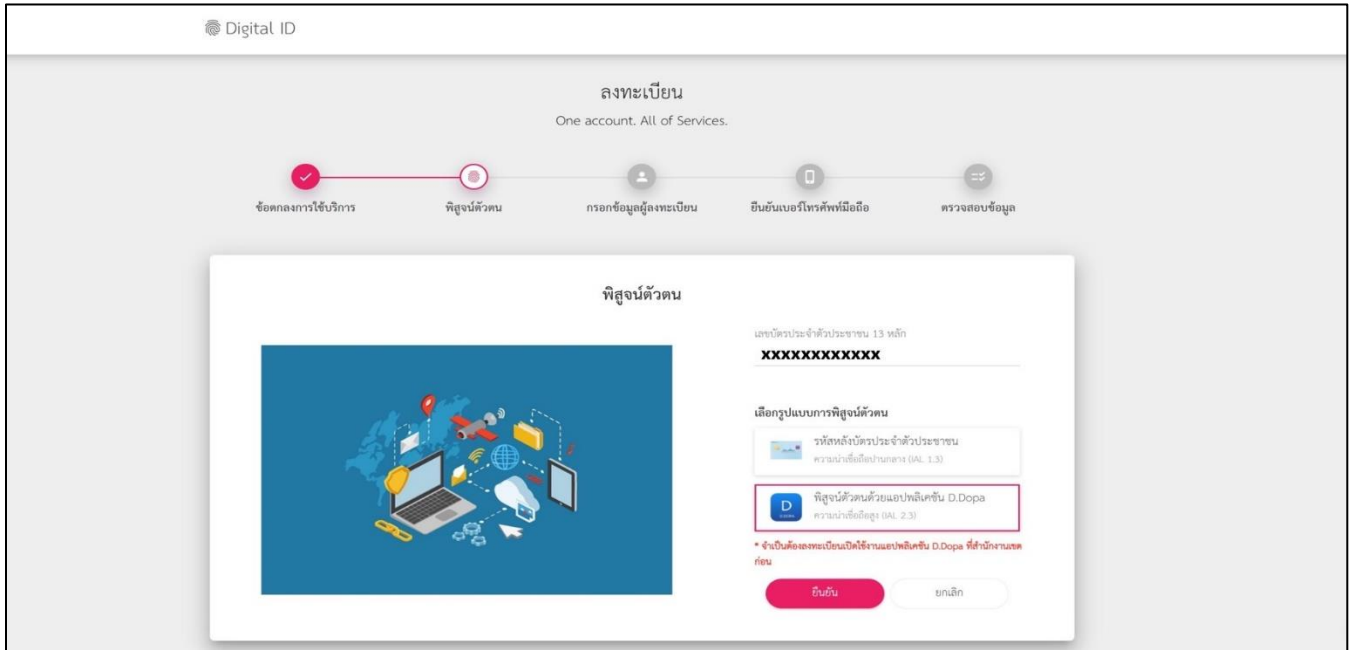 Digital ID
ลงทะเบียน
One account. All of Services.
ข้อตกลงการใช้บริการ
พิสูจน์ตัวตน
กรอกข้อมูลผู้ลงทะเบียน
ยืนยันเบอร์โทรศัพท์มือถือ
ตรวจสอบข้อมูล
พิสูจน์ตัวตน
เลขบัตรประจำตัวประชาชน 13 หลัก
xxxxxxxxxxxx
เลือกรูปแบบการพิสูจน์ตัวตน
รหัสหลังบัตรประจำตัวประชาชน
ความน่าเชื่อถือปานกลาง (IAL 1.3)
พิสูจน์ตัวตนด้วยแอปพลิเคชัน D.Dopa
ความน่าเชื่อถือสูง (IAL 2.3)
* จำเป็นต้องลงทะเบียนเปิดใช้งานแอปพลิเคชัน D.Dopa ที่สำนักงานเขต
ก่อน
ยืนยัน
ยกเลิก